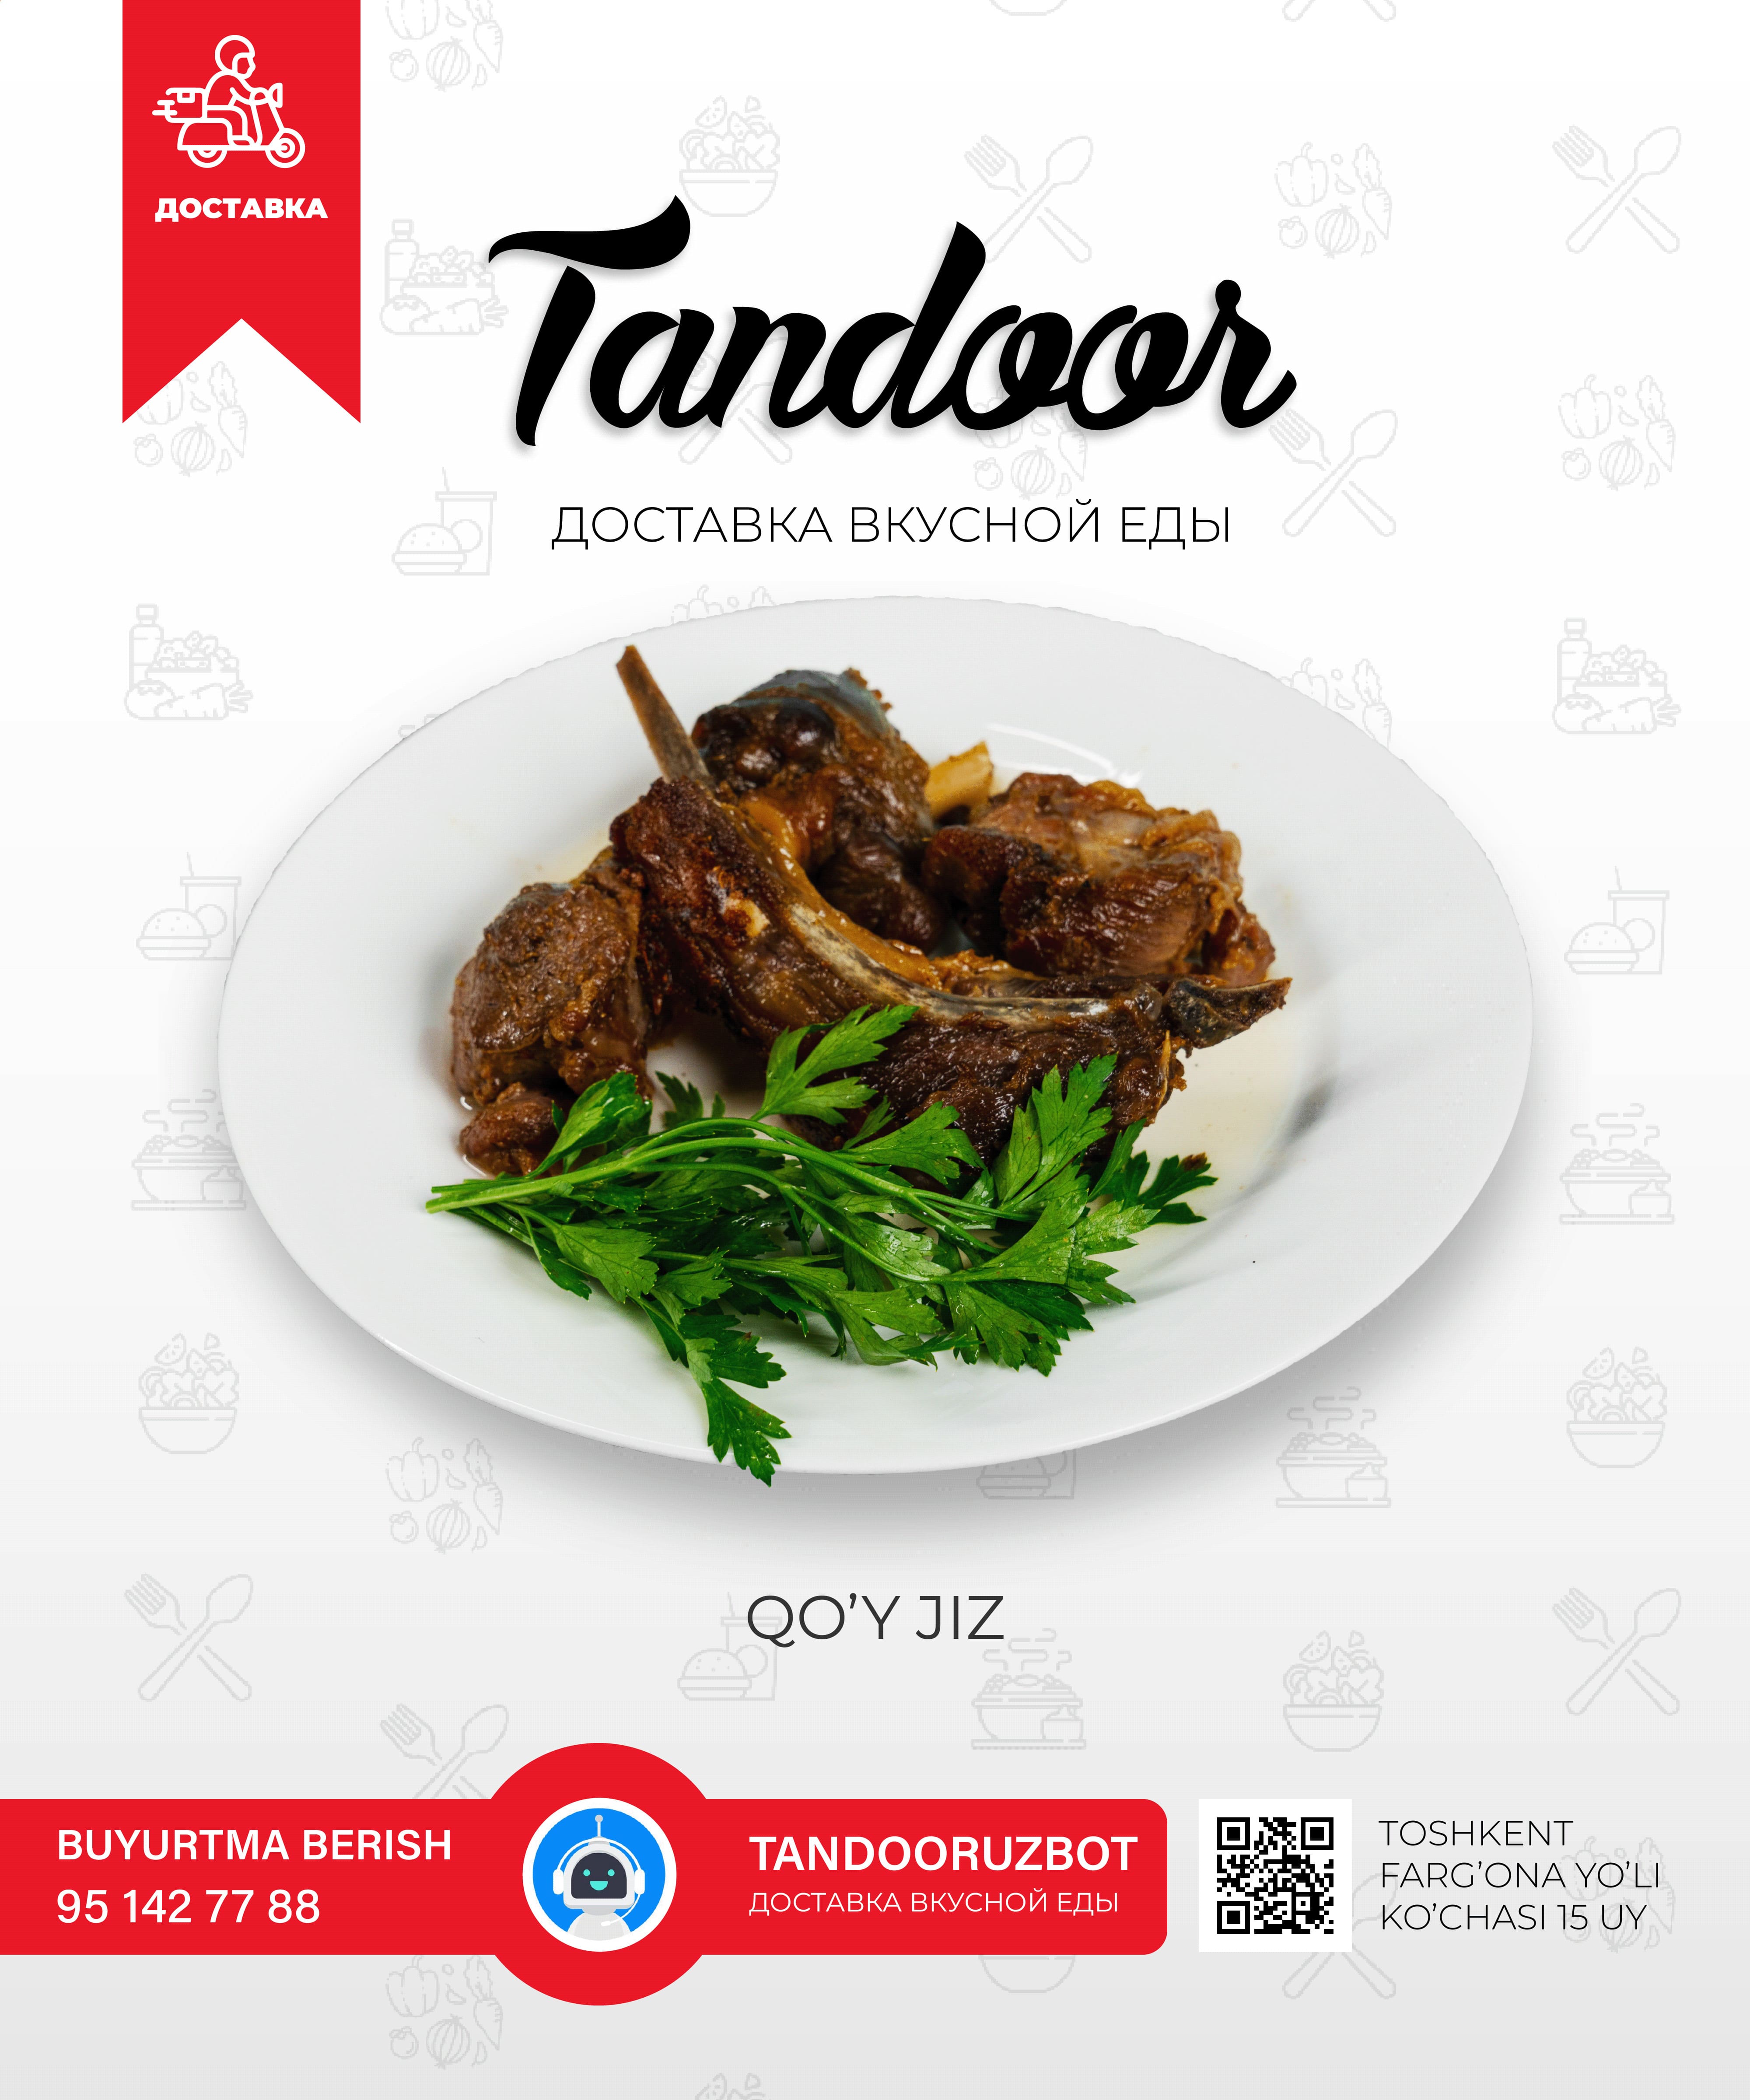 ДОСТАВКА
Tandoor
ДОСТАВКА ВКУСНОЙ ЕДЫ
QO’Y JIZ
BUYURTMA BERISH
95 142 77 88
TANDOORUZBOT
ДОСТАВКА ВКУСНОЙ ЕДЫ
TOSHKENT
FARG’ONA YO’LI
KO’CHASI 15 UY